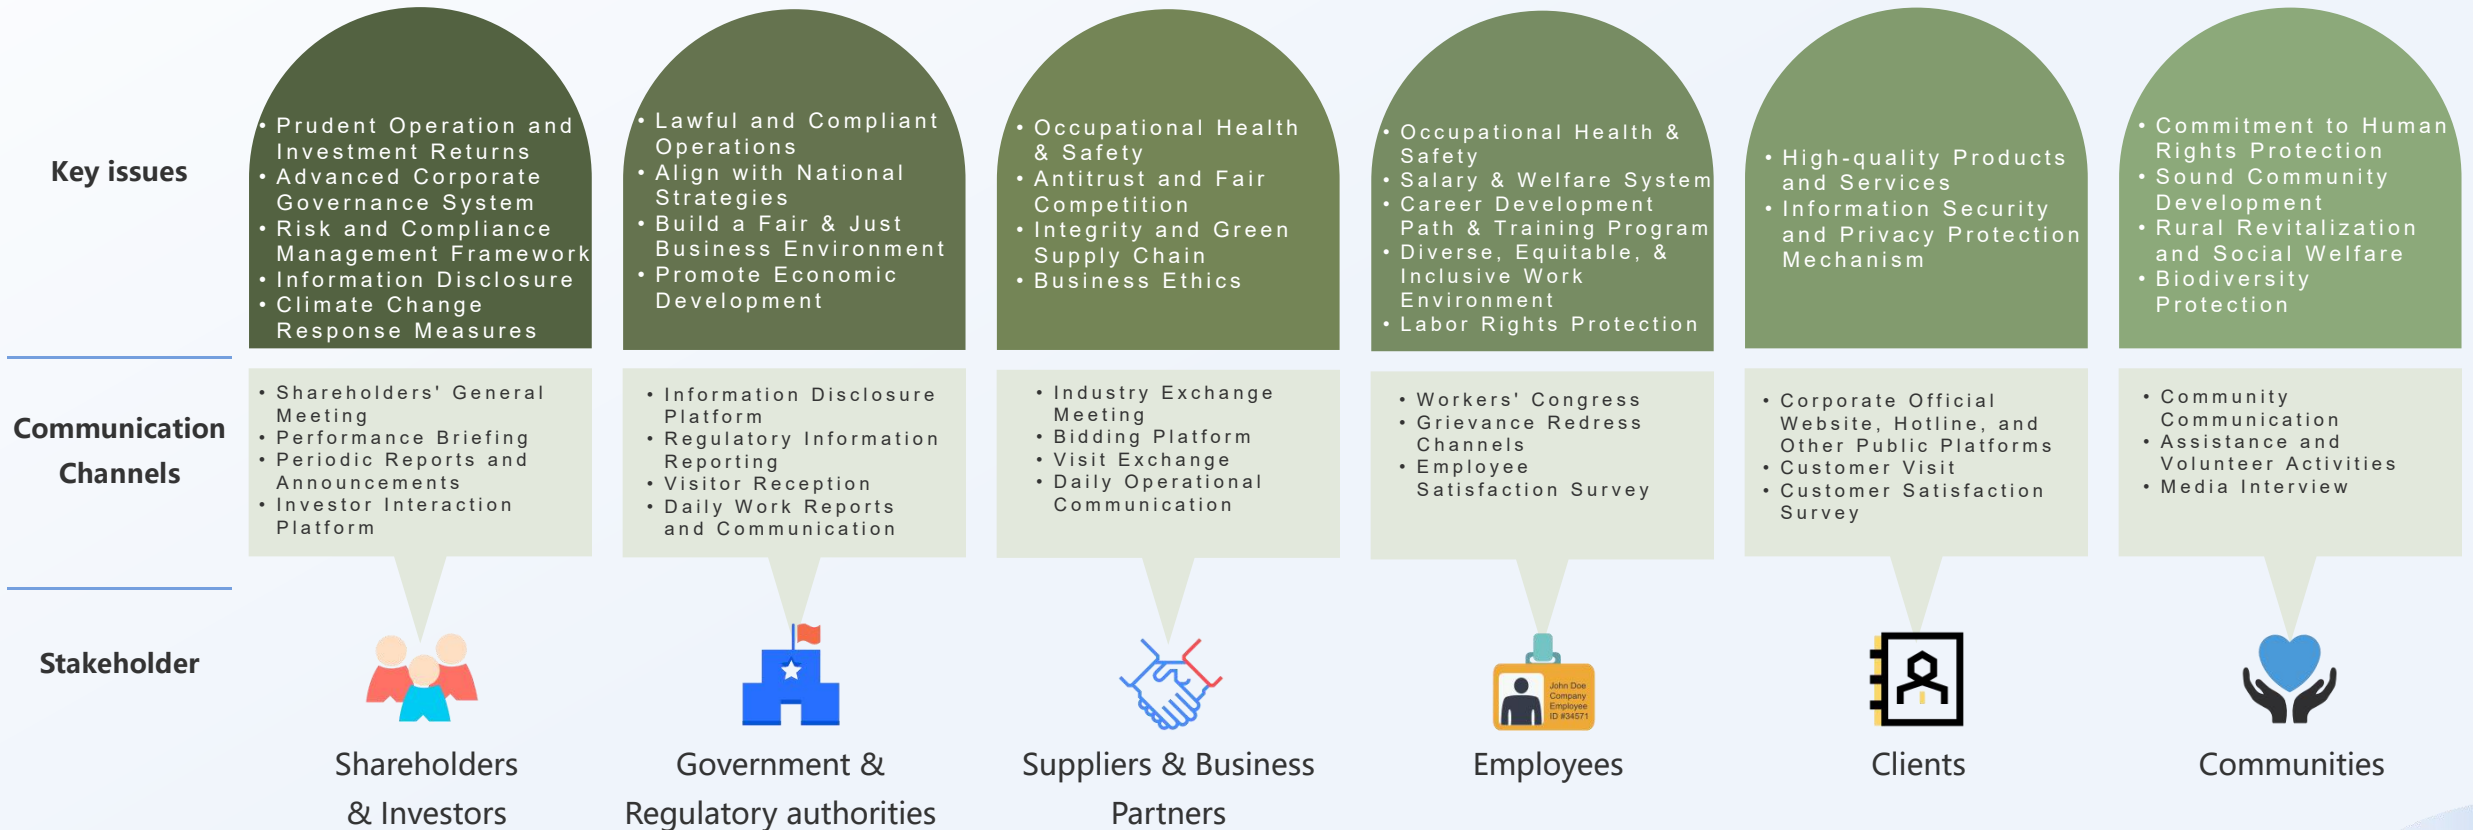 Key issues
• Prudent Operation and
Investment Returns
• Advanced Corporate
Governance System
• Risk and Compliance
Management Framework
• Information Disclosure
• Climate Change
Response Measures
• Lawful and Compliant
Operations
• Align with National
Strategies
• Build a Fair & Just
Business Environment
• Promote Economic
Development
• Occupational Health
& Safety
• Antitrust and Fair
Competition
• Integrity and Green
Supply Chain
• Business Ethics
• Occupational Health &
Safety
• Salary & Welfare System
• Career Development
Path & Training Program
• Diverse, Equitable, &
Inclusive Work
Environment
• Labor Rights Protection
• High-quality Products
and Services
• Information Security
and Privacy Protection
Mechanism
• Commitment to Human
Rights Protection
• Sound Community
Development
• Rural Revitalization
and Social Welfare
• Biodiversity
Protection
Communication
Channels
• Shareholders' General
Meeting
• Performance Briefing
• Periodic Reports and
Announcements
• Investor Interaction
Platform
• Information Disclosure
Platform
• Regulatory Information
Reporting
• Visitor Reception
• Daily Work Reports
and Communication
• Industry Exchange
Meeting
• Bidding Platform
• Visit Exchange
• Daily Operational
Communication
• Workers' Congress
• Grievance Redress
Channels
• Employee
Satisfaction Survey
• Corporate Official
Website, Hotline, and
Other Public Platforms
• Customer Visit
• Customer Satisfaction
Survey
• Community
Communication
• Assistance and
Volunteer Activities
• Media Interview
Stakeholder
John Doe
Company
Employee
ID #34571
Shareholders
& Investors
Government &
Regulatory authorities
Suppliers & Business
Partners
Employees
Clients
Communities